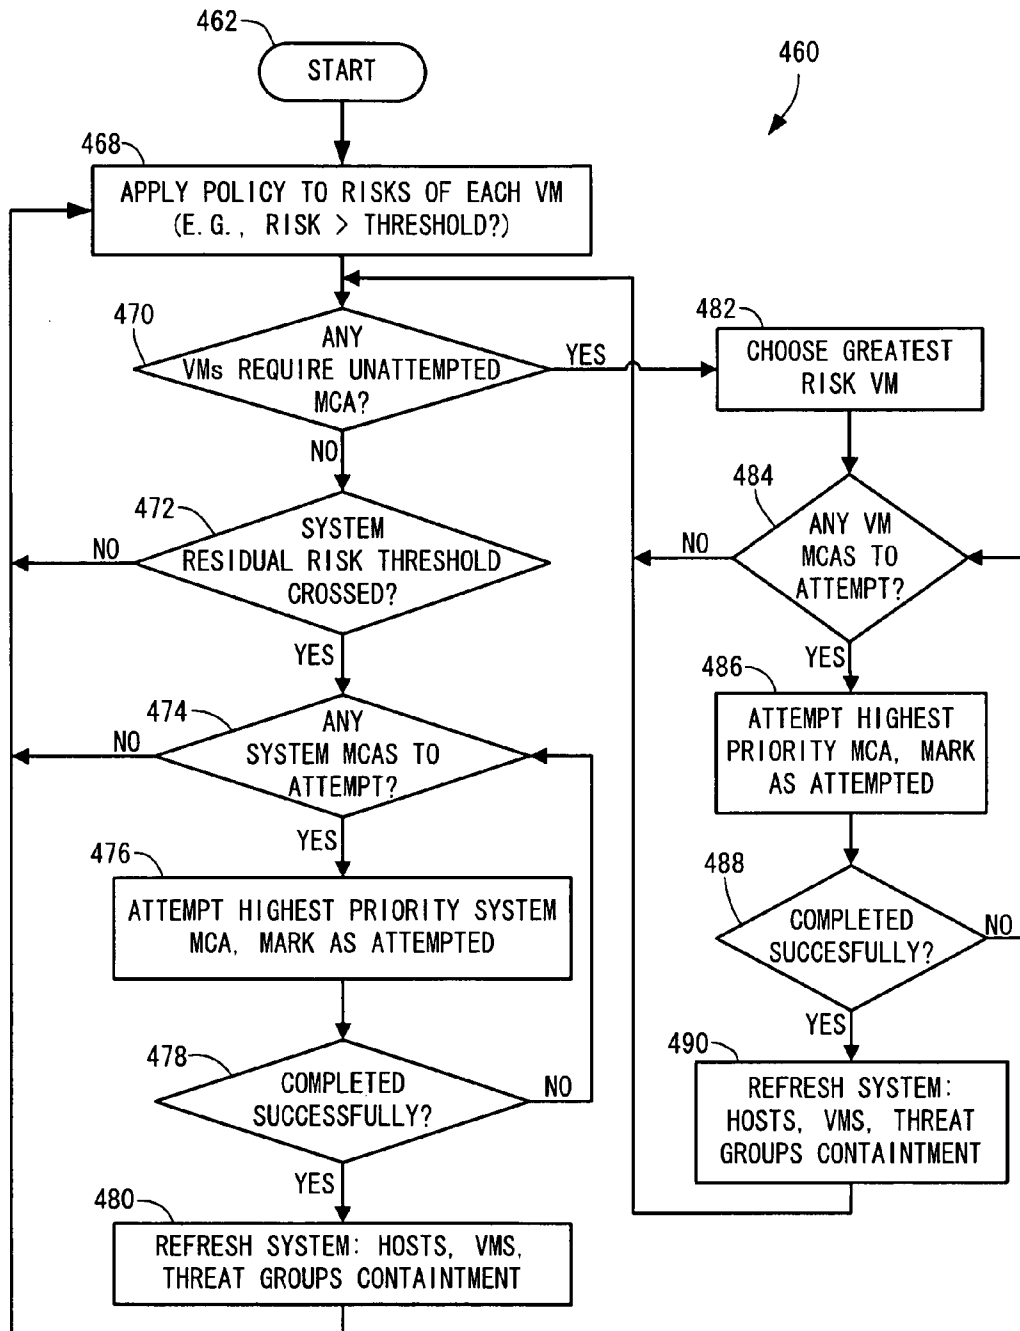 462
START
460
468
APPLY POLICY TO RISKS OF EACH VM
(E.G., RISK > THRESHOLD?)
470
ANY
VMs REQUIRE UNATTEMPTED
MCA?
YES
NO
482
CHOOSE GREATEST
RISK VM
472
SYSTEM
RESIDUAL RISK THRESHOLD
CROSSED?
NO
YES
484
ANY VM
MCAS TO
ATTEMPT?
NO
YES
474
ANY
SYSTEM MCAS TO
ATTEMPT?
NO
YES
486
ATTEMPT HIGHEST
PRIORITY MCA, MARK
AS ATTEMPTED
476
ATTEMPT HIGHEST PRIORITY SYSTEM
MCA, MARK AS ATTEMPTED
488
COMPLETED
SUCCESFULLY?
NO
YES
478
COMPLETED
SUCCESSFULLY?
NO
YES
490
REFRESH SYSTEM:
HOSTS, VMS, THREAT
GROUPS CONTAINTMENT
480
REFRESH SYSTEM: HOSTS, VMS,
THREAT GROUPS CONTAINTMENT